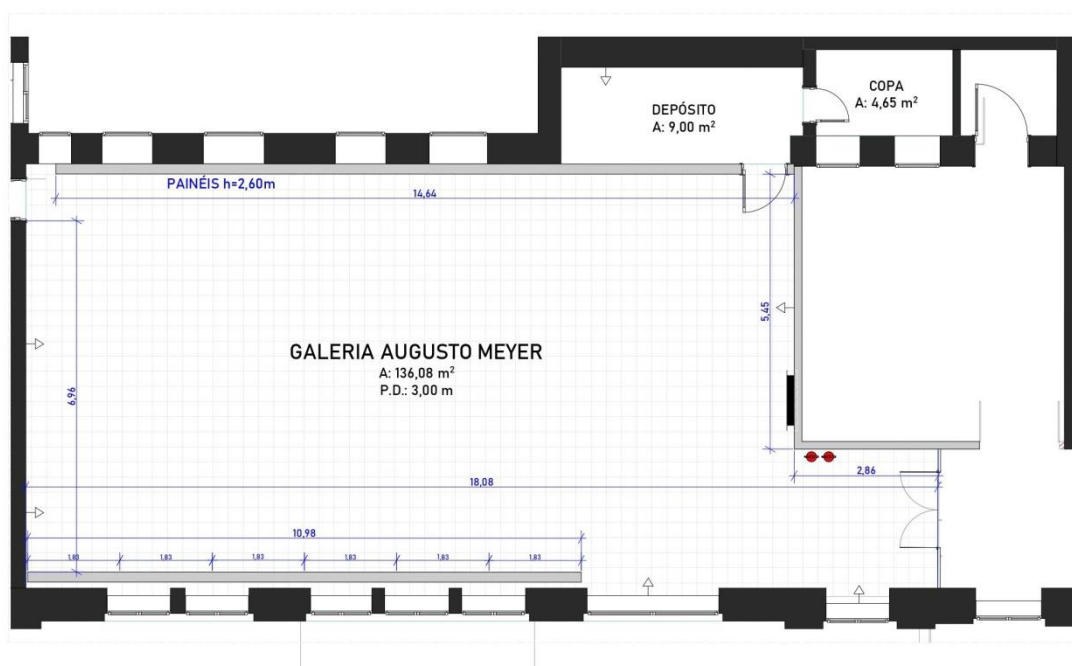 COPA
A: 4,65 m²
DEPÓSITO
A: 9,00 m²
PAINÉIS h=2,60m
14,64
5,45
GALERIA AUGUSTO MEYER
A: 136,08 m²
P.D.: 3,00 m
6,96
2,86
18,08
10,98
1,83 1,83 1,83 1,83 1,83 1,83